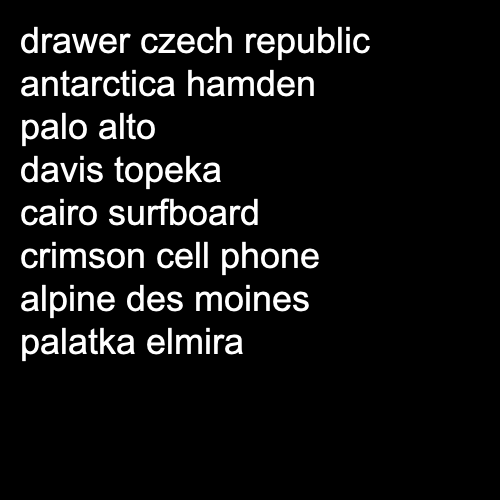 drawer czech republic
antarctica hamden
palo alto
davis topeka
cairo surfboard
crimson cell phone
alpine des moines
palatka elmira